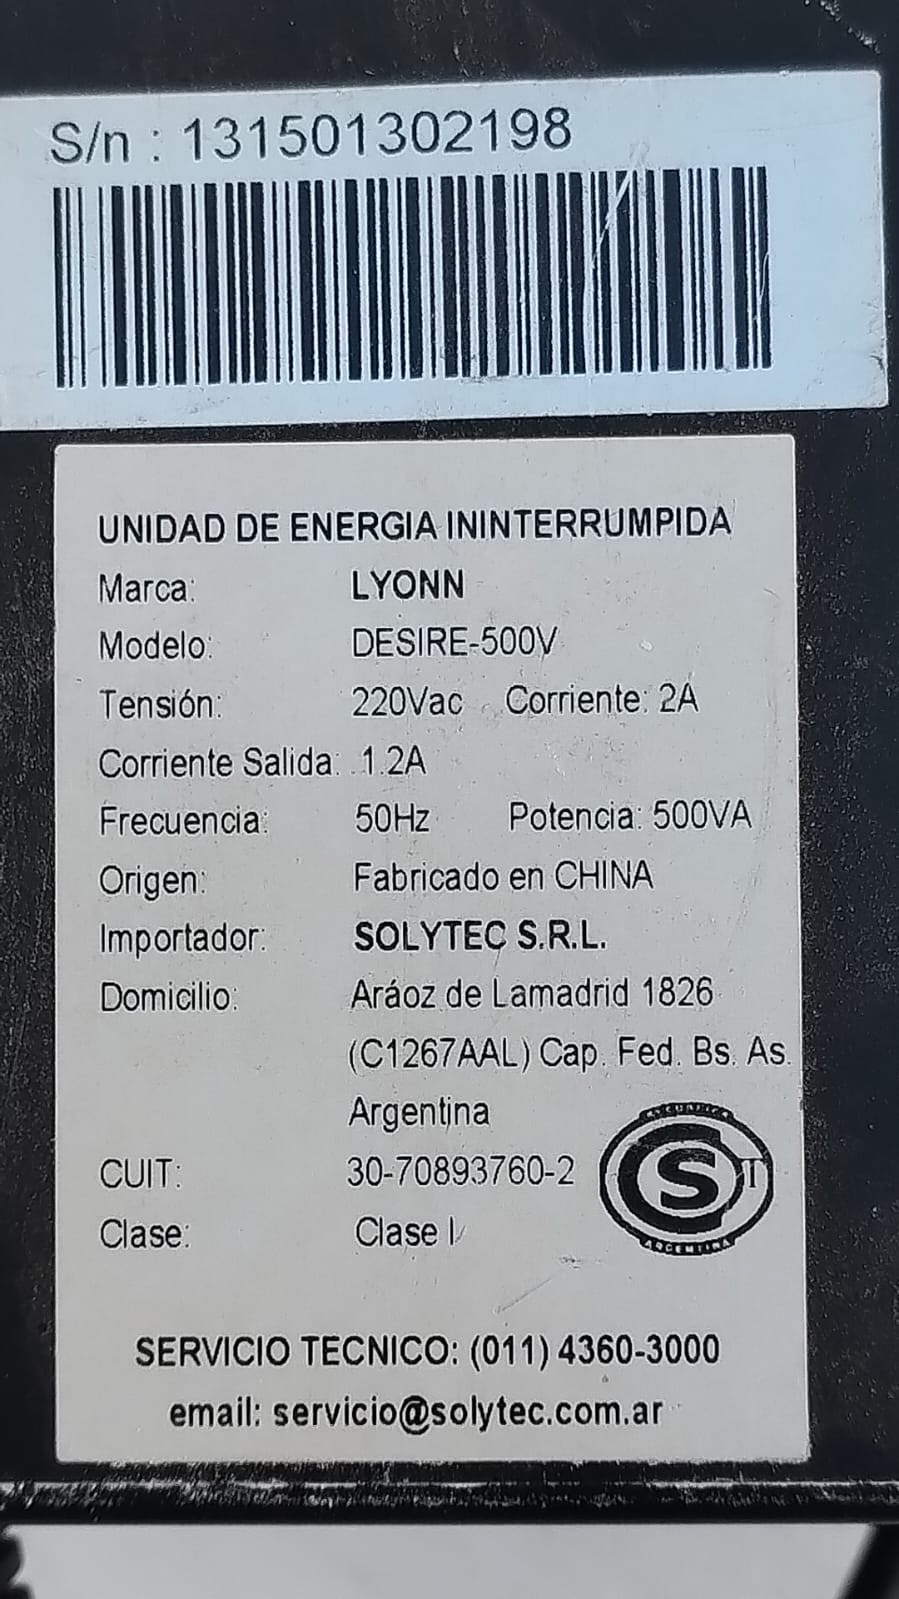 S/n : 131501302198
UNIDAD DE ENERGIA ININTERRUMPIDA
Marca: LYONN
Modelo: DESIRE-500V
Tensión: 220Vac Corriente: 2A
Corriente Salida: 1.2A
Frecuencia: 50Hz Potencia: 500VA
Origen: Fabricado en CHINA
Importador: SOLYTEC S.R.L.
Domicilio: Aráoz de Lamadrid 1826
(C1267AAL) Cap. Fed. Bs. As.
Argentina
CUIT: 30-70893760-2
Clase: Clase I
S
ARGENTINA
SERVICIO TECNICO: (011) 4360-3000
email: servicio@solytec.com.ar